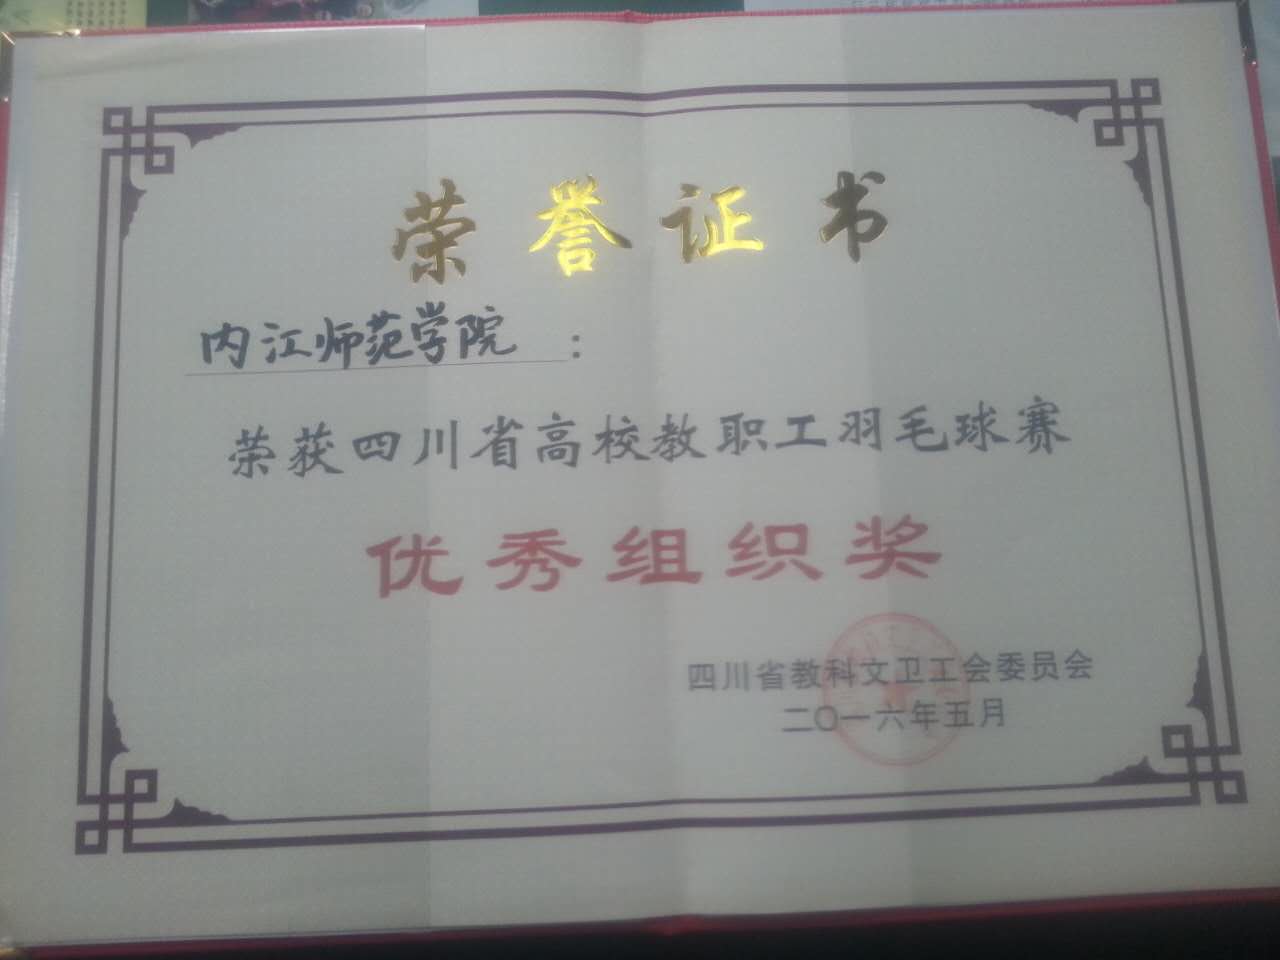 荣誉证书
内江师范学院：
荣获四川省高校教职工羽毛球赛
优秀组织奖
四川省教科文卫工会委员会
二〇一六年五月